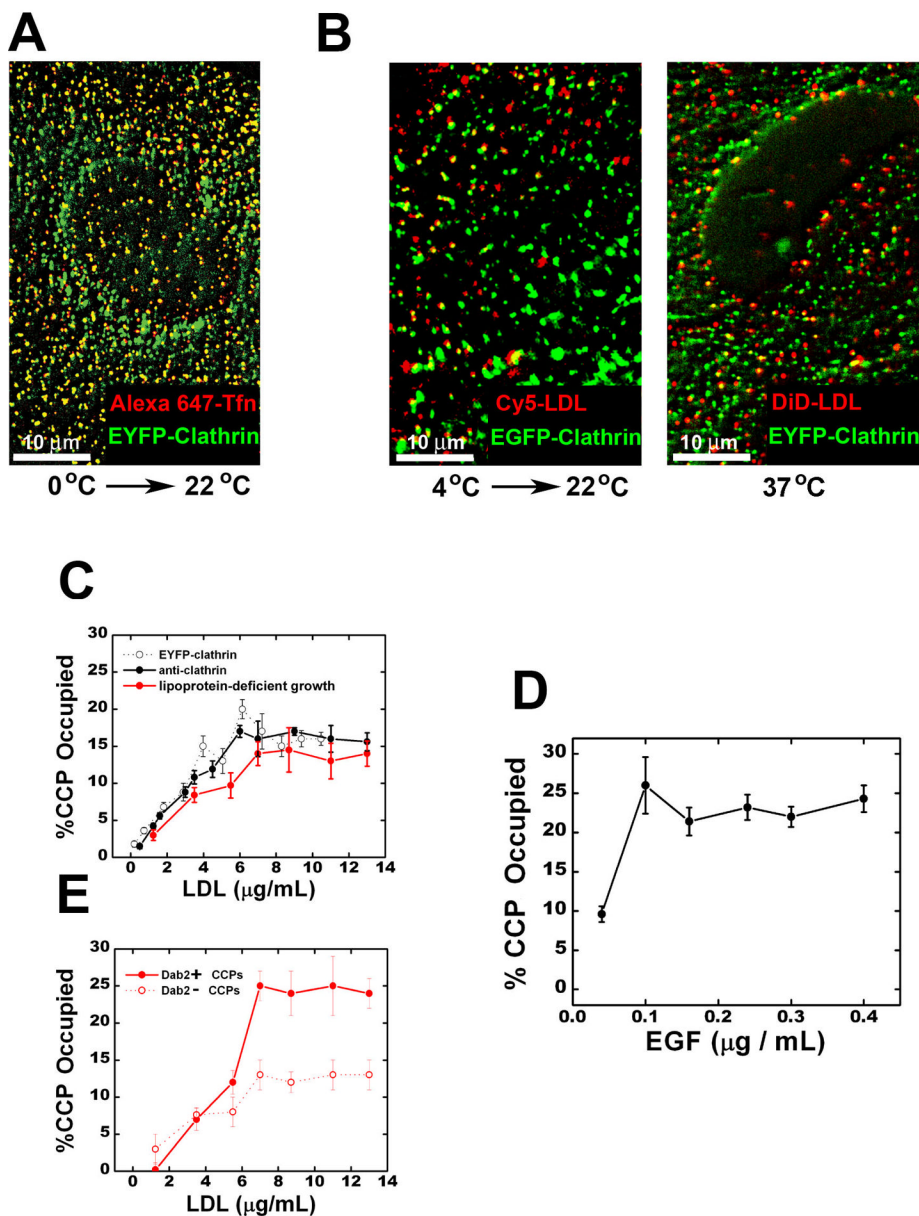 A
B
Alexa 647-Tfn
EYFP-Clathrin
10 μm
0 °C → 22 °C
Cy5-LDL
EGFP-Clathrin
10 μm
4 °C → 22 °C
DiD-LDL
EYFP-Clathrin
10 μm
37 °C
C
30
25
20
15
10
5
0
%CCP Occupied
EYFP-clathrin
anti-clathrin
lipoprotein-deficient growth
0 2 4 6 8 10 12 14
LDL (μg/mL)
D
30
25
20
15
10
5
0
% CCP Occupied
0.0 0.1 0.2 0.3 0.4
EGF (μg / mL)
E
30
25
20
15
10
5
0
%CCP Occupied
Dab2+ CCPs
Dab2- CCPs
0 2 4 6 8 10 12 14
LDL (μg/mL)